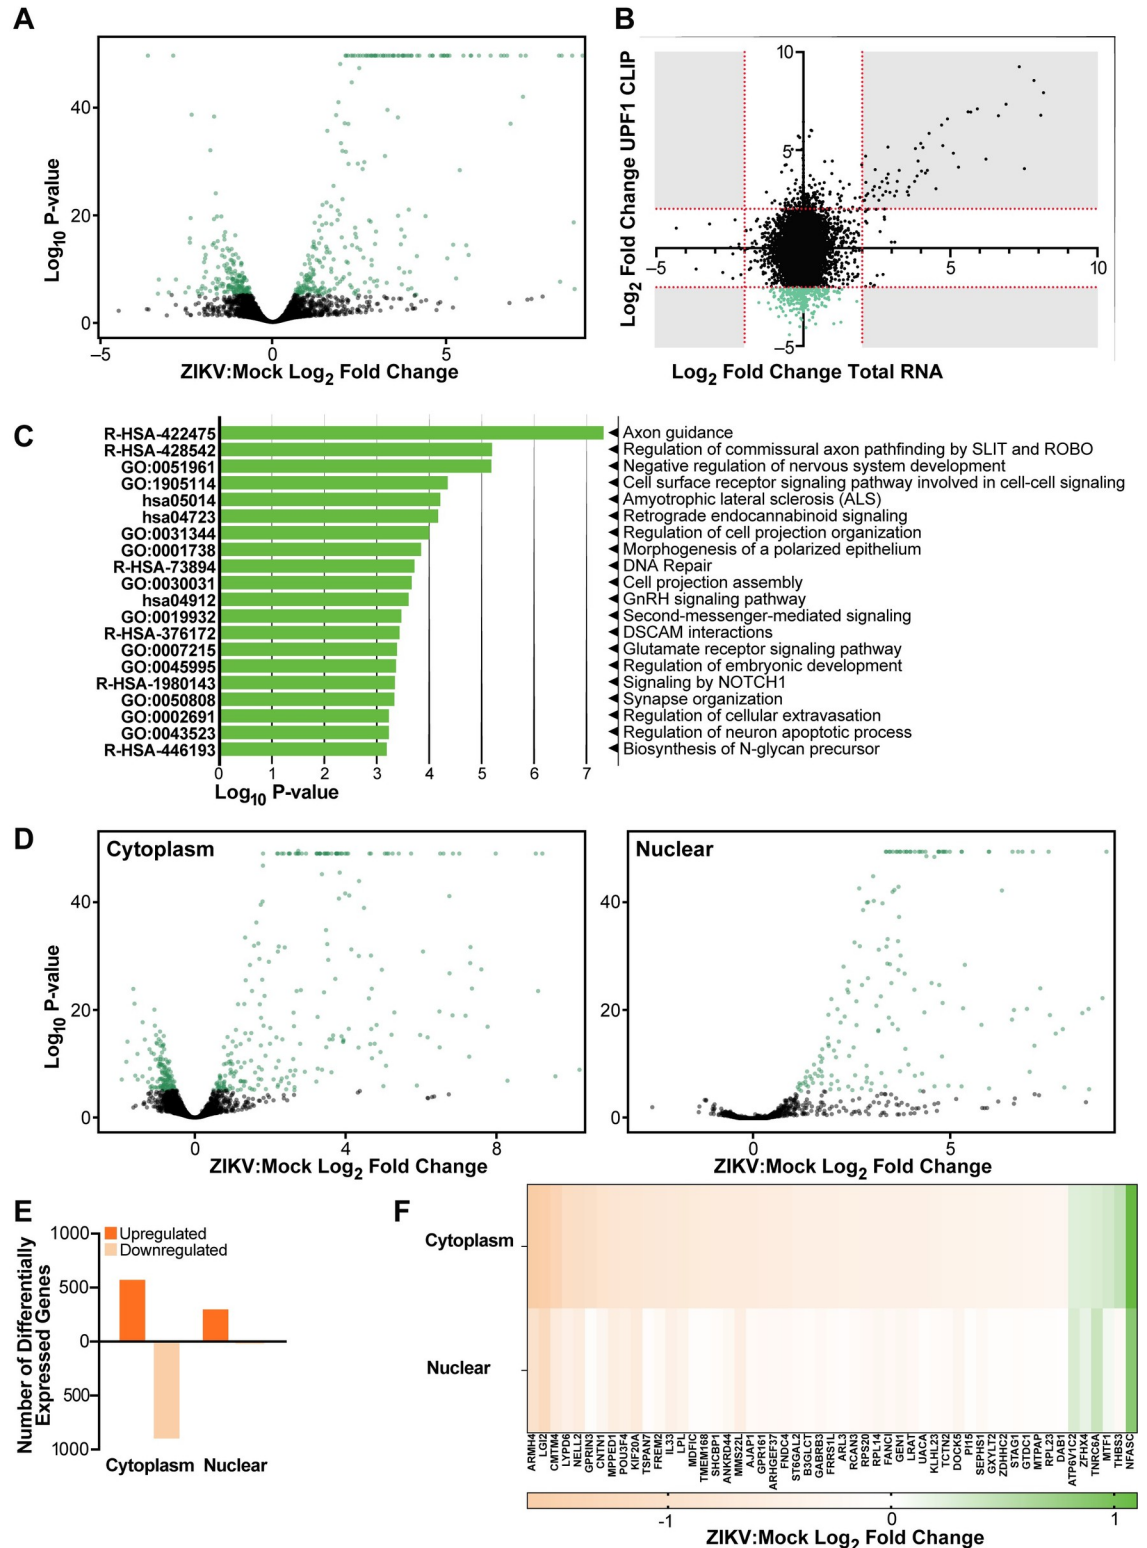 A
Log10 P-value
40
20
0
−5
0
5
ZIKV:Mock Log2 Fold Change
B
Log2 Fold Change UPF1 CLIP
10
5
−5
5
10
−5
Log2 Fold Change Total RNA
C
R-HSA-422475 Axon guidance
R-HSA-428542 Regulation of commissural axon pathfinding by SLIT and ROBO
GO:0051961 Negative regulation of nervous system development
GO:1905114 Cell surface receptor signaling pathway involved in cell-cell signaling
hsa05014 Amyotrophic lateral sclerosis (ALS)
hsa04723 Retrograde endocannabinoid signaling
GO:0031344 Regulation of cell projection organization
GO:0001738 Morphogenesis of a polarized epithelium
R-HSA-73894 DNA Repair
GO:0030031 Cell projection assembly
hsa04912 GnRH signaling pathway
GO:0019932 Second-messenger-mediated signaling
R-HSA-376172 DSCAM interactions
GO:0007215 Glutamate receptor signaling pathway
GO:0045995 Regulation of embryonic development
R-HSA-1980143 Signaling by NOTCH1
GO:0050808 Synapse organization
GO:0002691 Regulation of cellular extravasation
GO:0043523 Regulation of neuron apoptotic process
R-HSA-446193 Biosynthesis of N-glycan precursor
0 1 2 3 4 5 6 7
Log10 P-value
D
Cytoplasm
Log10 P-value
40
20
0
0 4 8
ZIKV:Mock Log2 Fold Change
Nuclear
40
20
0
0 5
ZIKV:Mock Log2 Fold Change
E
Number of Differentially
Expressed Genes
1000
500
0
500
1000
Upregulated
Downregulated
Cytoplasm Nuclear
F
Cytoplasm
Nuclear
ARMH4
LGI2
CMTM4
LYPD6
NELL2
GPRIN3
CNTN1
MPPED1
POU3F4
KIF20A
TSPAN7
FREM2
IL33
LPL
MDFIC
TMEM168
SHCBP1
ANKRD44
MMS22L
AJAP1
GPR161
ARHGEF37
FNDC4
ST6GAL2
B3GLCT
GABRB3
FRRS1L
ARL3
RCAN3
RPS20
RPL14
FANCI
GEN1
LRAT
UACA
KLHL23
TCTN2
DOCK5
PI15
SEPHS1
GXYLT2
ZDHHC2
STAG1
GTDC1
MTPAP
RPL23
DAB1
ATP6V1C2
ZFHX4
TNRC6A
MTF1
THBS3
NFASC
-1 0 1
ZIKV:Mock Log2 Fold Change